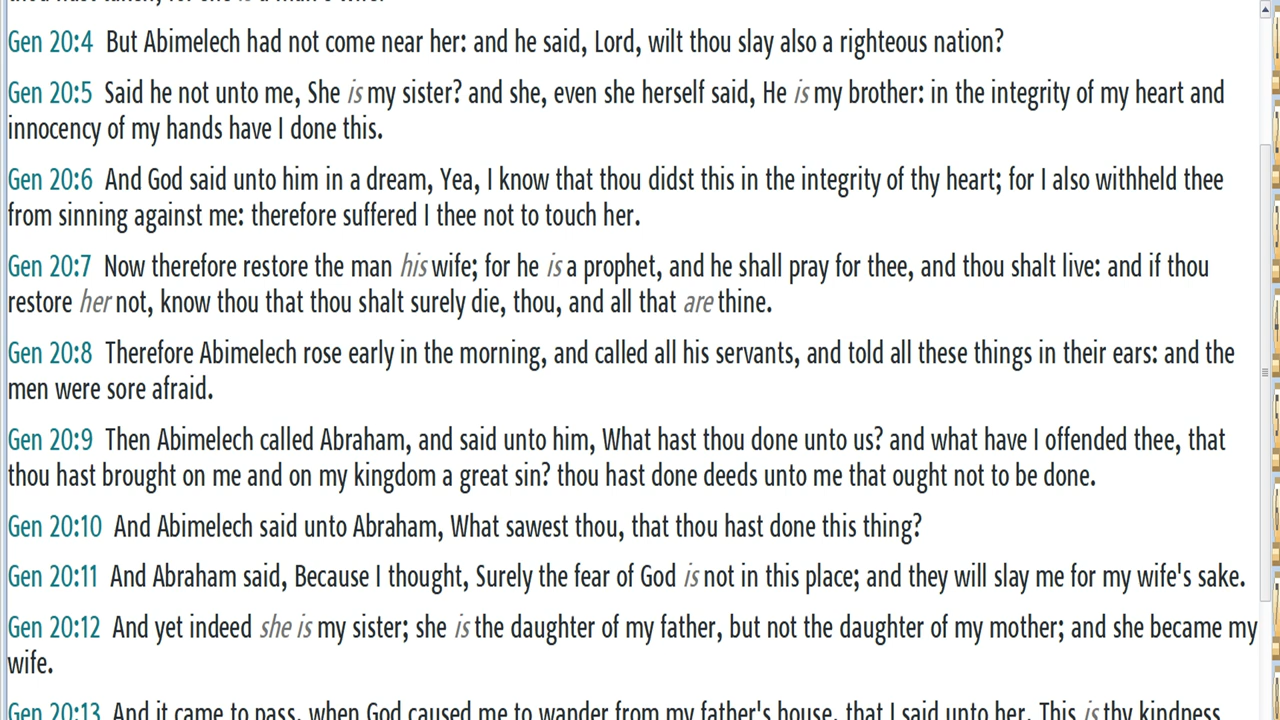 Gen 20:4 But Abimelech had not come near her: and he said, Lord, wilt thou slay also a righteous nation?
Gen 20:5 Said he not unto me, She is my sister? and she, even she herself said, He is my brother: in the integrity of my heart and
innocency of my hands have I done this.
Gen 20:6 And God said unto him in a dream, Yea, I know that thou didst this in the integrity of thy heart; for I also withheld thee
from sinning against me: therefore suffered I thee not to touch her.
Gen 20:7 Now therefore restore the man his wife; for he is a prophet, and he shall pray for thee, and thou shalt live: and if thou
restore her not, know thou that thou shalt surely die, thou, and all that are thine.
Gen 20:8 Therefore Abimelech rose early in the morning, and called all his servants, and told all these things in their ears: and the
men were sore afraid.
Gen 20:9 Then Abimelech called Abraham, and said unto him, What hast thou done unto us? and what have I offended thee, that
thou hast brought on me and on my kingdom a great sin? thou hast done deeds unto me that ought not to be done.
Gen 20:10 And Abimelech said unto Abraham, What sawest thou, that thou hast done this thing?
Gen 20:11 And Abraham said, Because I thought, Surely the fear of God is not in this place; and they will slay me for my wife's sake.
Gen 20:12 And yet indeed she is my sister; she is the daughter of my father, but not the daughter of my mother; and she became my
wife.
Gen 20:13 And it came to pass, when God caused me to wander from my father's house, that I said unto her, This is thy kindness